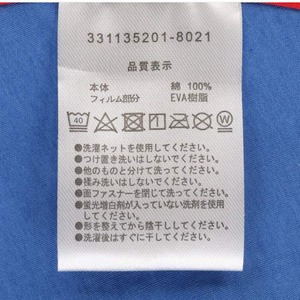 331135201-8021
品質表示
本体 綿 100%
フィルム部分 EVA樹脂
40 P W
●洗濯ネットを使用してください。
●つけ置き洗いはしないでください。
●他のものと分けて洗ってください。
●揉み洗いはしないでください。
●面ファスナーを閉じて洗ってください。
●蛍光増白剤が入っていない洗剤を使用
してください。
●形を整えて から陰干ししてください。
●洗濯後はすぐに干してください。